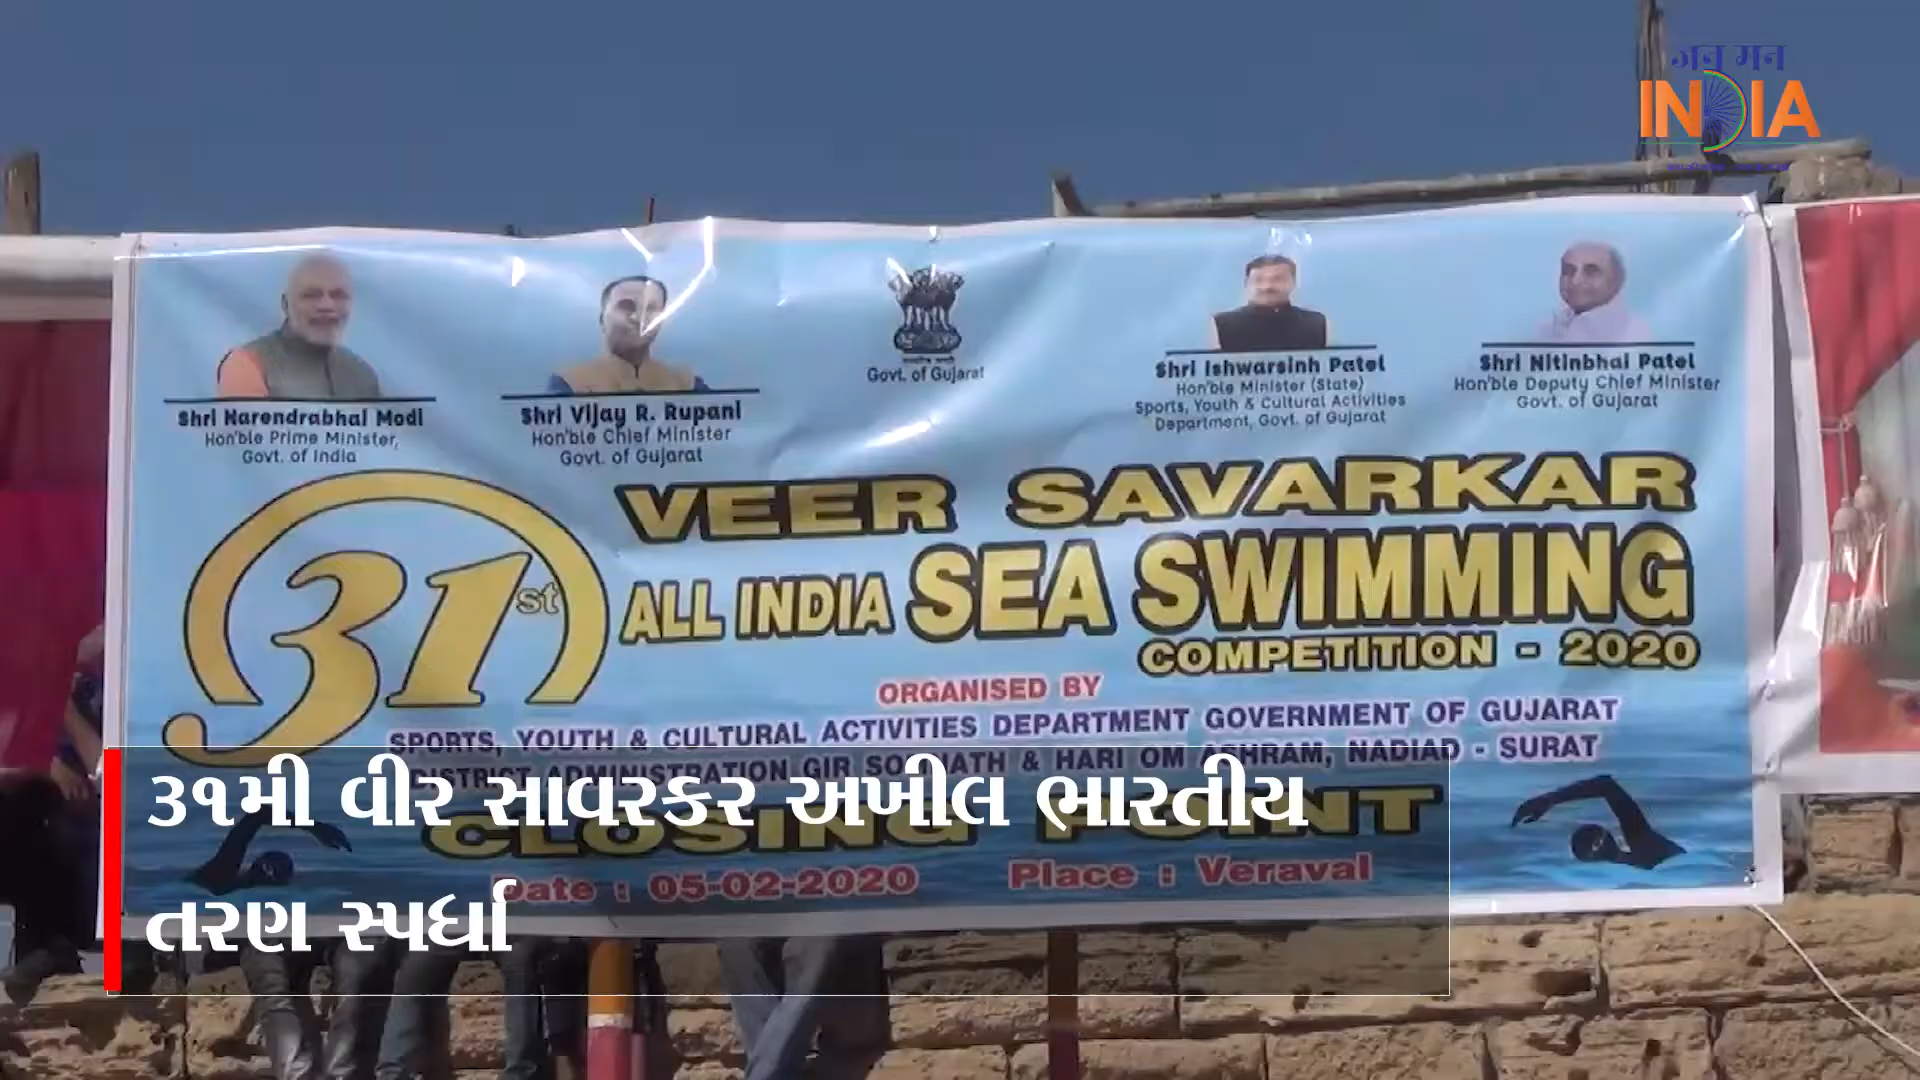 જન મન
INDIA
Shri Narendrabhai Modi
Hon'ble Prime Minister,
Govt. of India
Shri Vijay R. Rupani
Hon'ble Chief Minister
Govt. of Gujarat
Govt. of Gujarat
Shri Ishwarsinh Patel
Hon'ble Minister (State)
Sports, Youth & Cultural Activities
Department, Govt. of Gujarat
Shri Nitinbhai Patel
Hon'ble Deputy Chief Minister
Govt. of Gujarat
31st
VEER SAVARKAR
ALL INDIA SEA SWIMMING
COMPETITION - 2020
ORGANISED BY
SPORTS, YOUTH & CULTURAL ACTIVITIES DEPARTMENT GOVERNMENT OF GUJARAT
DISTRICT ADMINISTRATION GIR SOMNATH & HARI OM ASHRAM, NADIAD - SURAT
CLOSING POINT
Date : 05-02-2020 Place : Veraval
૩૧મી વીર સાવરકર અખીલ ભારતીય
તરણ સ્પર્ધા